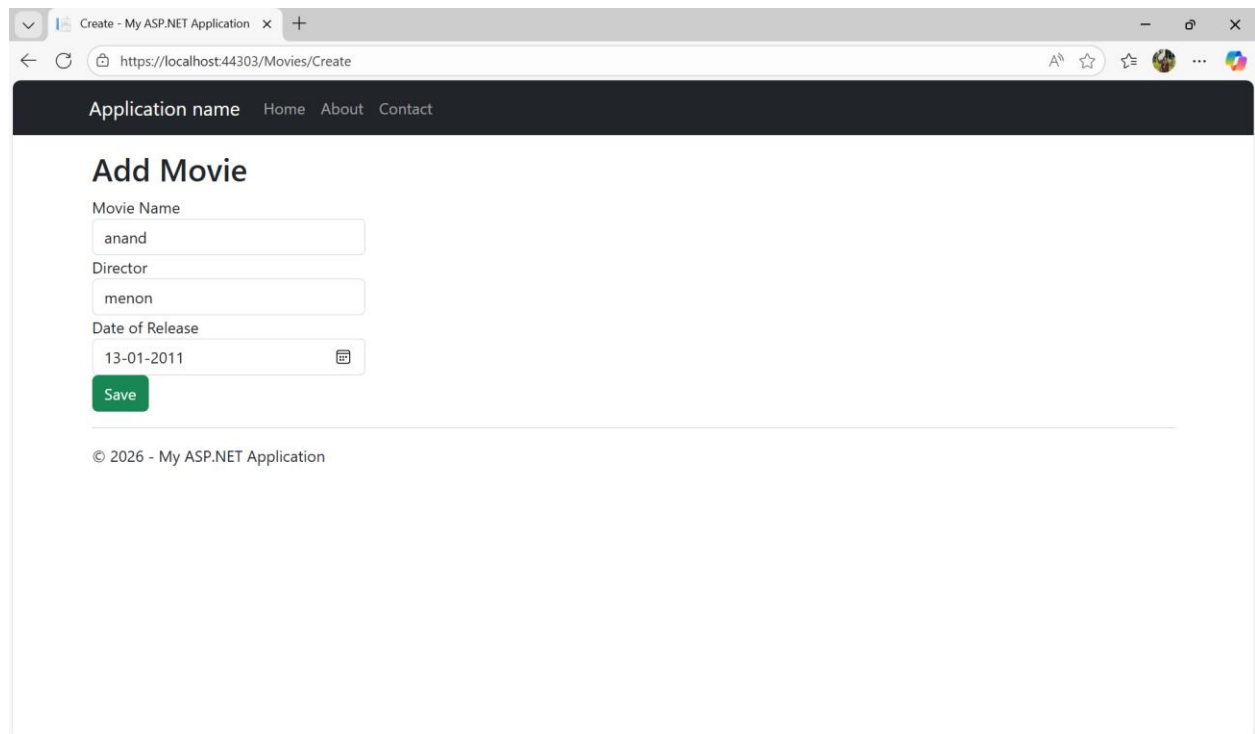 Create - My ASP.NET Application
https://localhost:44303/Movies/Create
Application name Home About Contact
Add Movie
Movie Name
anand
Director
menon
Date of Release
13-01-2011
Save
© 2026 - My ASP.NET Application